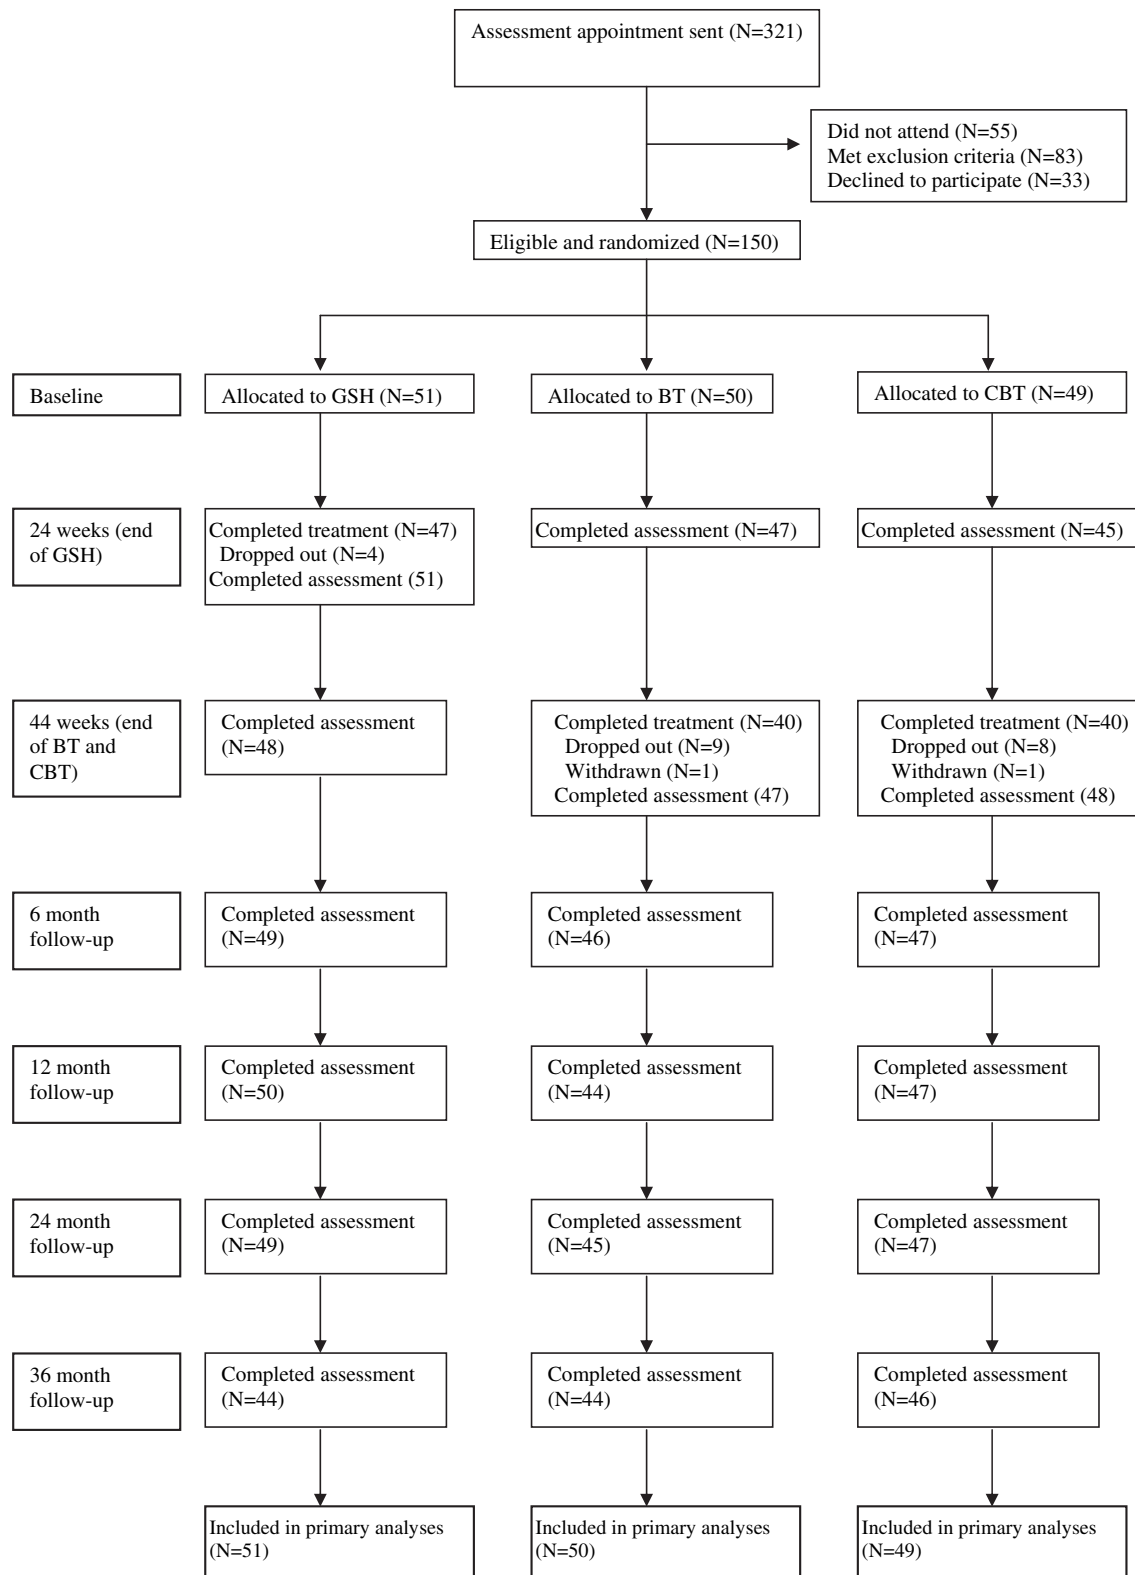 Assessment appointment sent (N=321)
Did not attend (N=55)
Met exclusion criteria (N=83)
Declined to participate (N=33)
Eligible and randomized (N=150)
Baseline
Allocated to GSH (N=51)
Allocated to BT (N=50)
Allocated to CBT (N=49)
24 weeks (end
of GSH)
Completed treatment (N=47)
Dropped out (N=4)
Completed assessment (51)
Completed assessment (N=47)
Completed assessment (N=45)
44 weeks (end
of BT and
CBT)
Completed assessment
(N=48)
Completed treatment (N=40)
Dropped out (N=9)
Withdrawn (N=1)
Completed assessment (47)
Completed treatment (N=40)
Dropped out (N=8)
Withdrawn (N=1)
Completed assessment (48)
6 month
follow-up
Completed assessment
(N=49)
Completed assessment
(N=46)
Completed assessment
(N=47)
12 month
follow-up
Completed assessment
(N=50)
Completed assessment
(N=44)
Completed assessment
(N=47)
24 month
follow-up
Completed assessment
(N=49)
Completed assessment
(N=45)
Completed assessment
(N=47)
36 month
follow-up
Completed assessment
(N=44)
Completed assessment
(N=44)
Completed assessment
(N=46)
Included in primary analyses
(N=51)
Included in primary analyses
(N=50)
Included in primary analyses
(N=49)